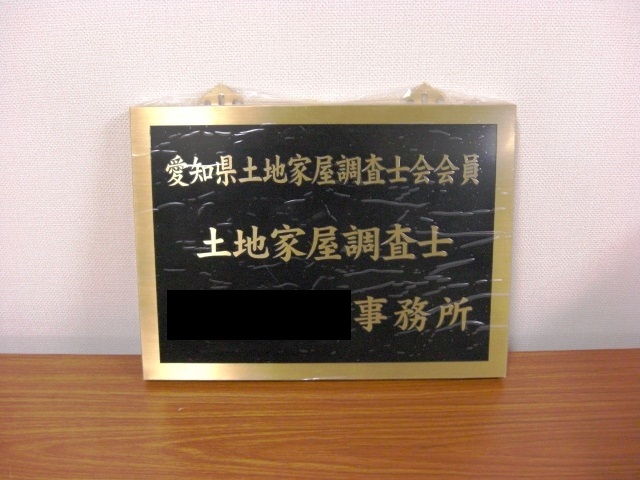 愛知県土地家屋調査士会会員
土地家屋調査士
事務所